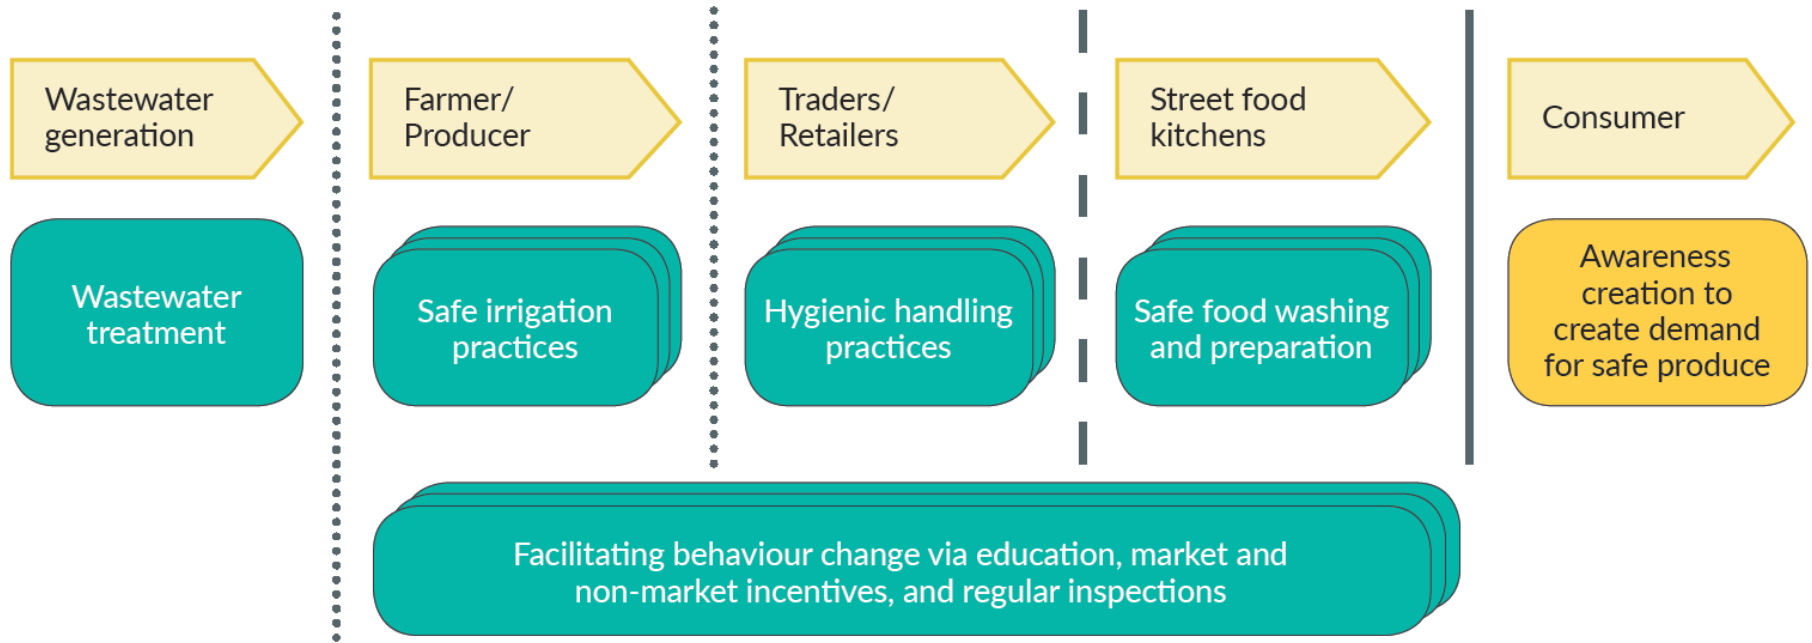 Wastewater
generation
Farmer/
Producer
Traders/
Retailers
Street food
kitchens
Consumer
Wastewater
treatment
Safe irrigation
practices
Hygienic handling
practices
Safe food washing
and preparation
Awareness
creation to
create demand
for safe produce
Facilitating behaviour change via education, market and
non-market incentives, and regular inspections